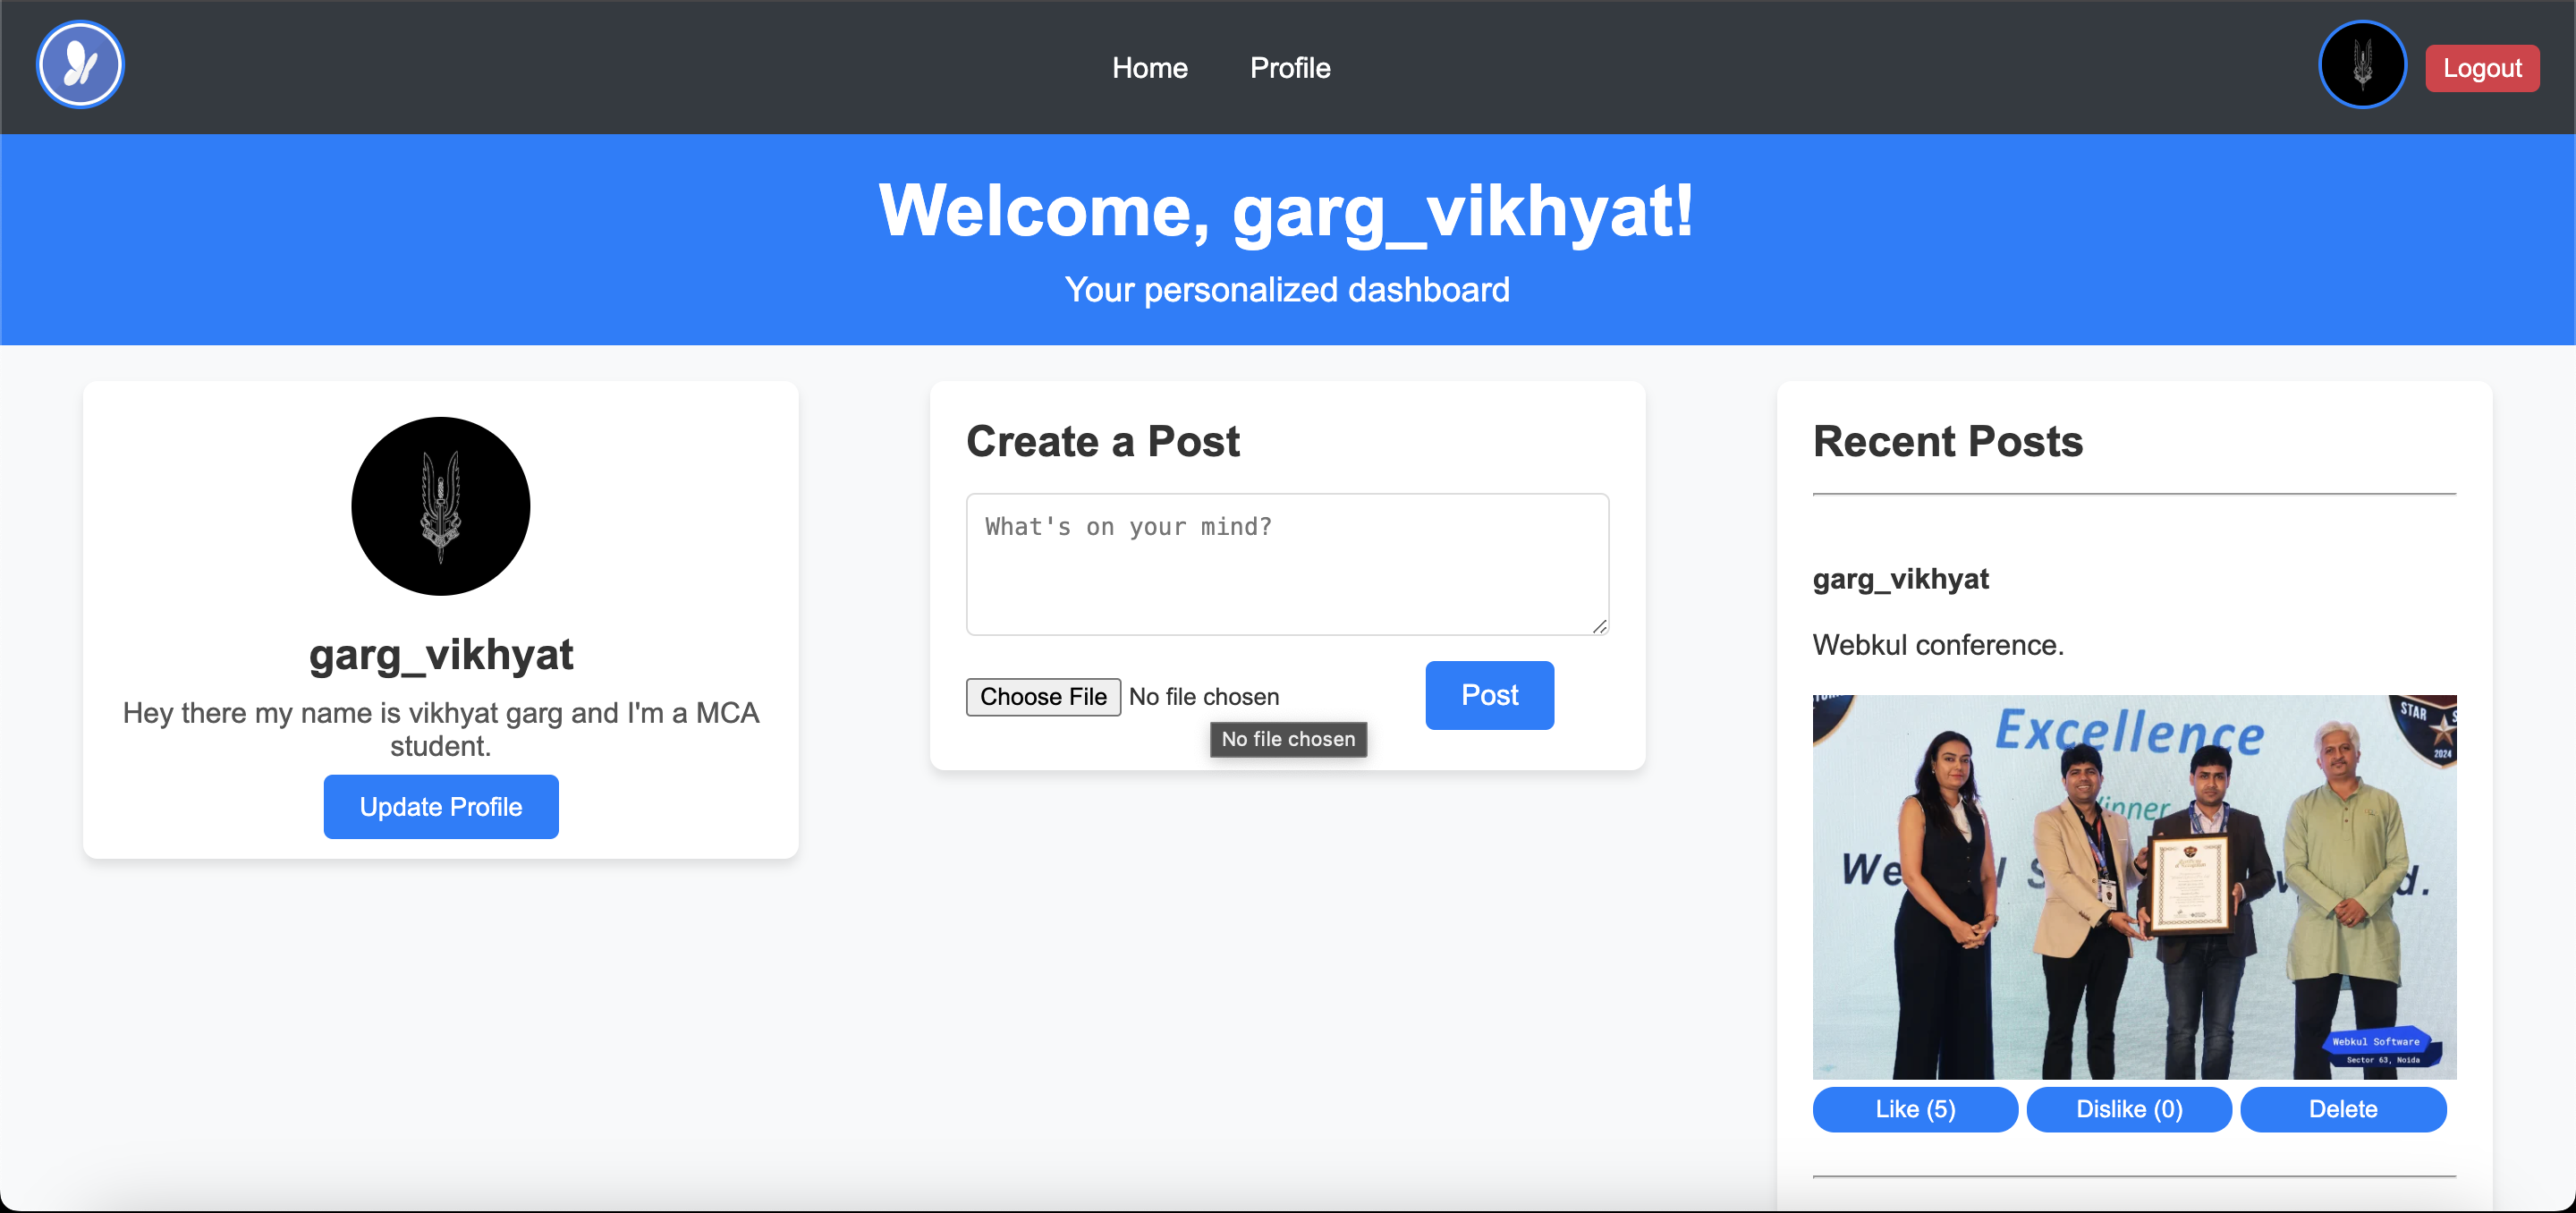 Home
Profile
Logout
Welcome, garg_vikhyat!
Your personalized dashboard
garg_vikhyat
Hey there my name is vikhyat garg and I'm a MCA
student.
Update Profile
Create a Post
What's on your mind?
Choose File No file chosen
Post
No file chosen
Recent Posts
garg_vikhyat
Webkul conference.
Excellence
STAR
2024
Webkul Software
Sector 63, Noida
Like (5)
Dislike (0)
Delete